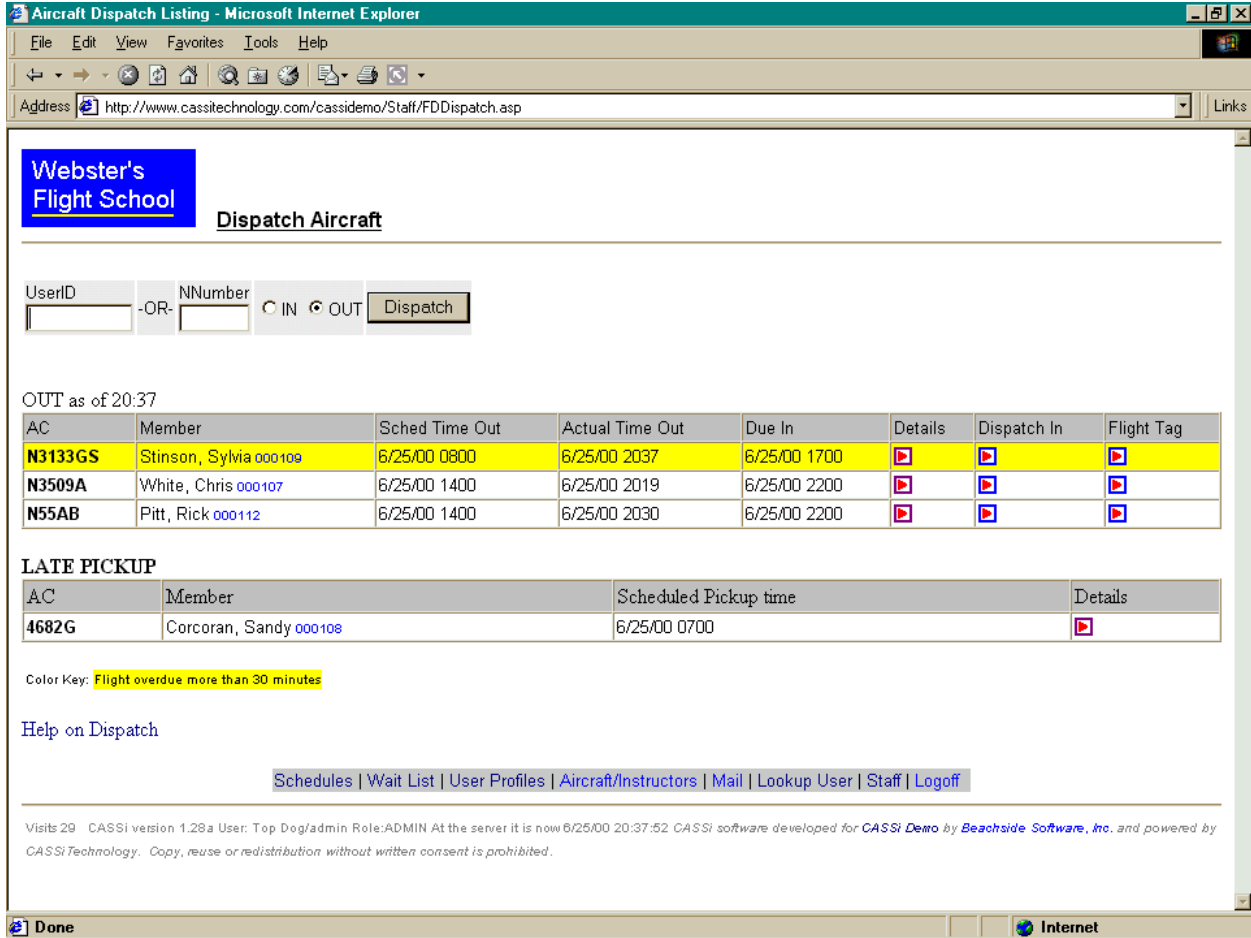 Aircraft Dispatch Listing - Microsoft Internet Explorer
File Edit View Favorites Tools Help
Address http://www.cassitechnology.com/cassidemo/Staff/FDDispatch.asp Links
Webster's
Flight School
Dispatch Aircraft
UserID -OR- NNumber IN OUT Dispatch
OUT as of 20:37
AC Member Sched Time Out Actual Time Out Due In Details Dispatch In Flight Tag
N3133GS Stinson, Sylvia 000109 6/25/00 0800 6/25/00 2037 6/25/00 1700
N3509A White, Chris 000107 6/25/00 1400 6/25/00 2019 6/25/00 2200
N55AB Pitt, Rick 000112 6/25/00 1400 6/25/00 2030 6/25/00 2200
LATE PICKUP
AC Member Scheduled Pickup time Details
4682G Corcoran, Sandy 000108 6/25/00 0700
Color Key: Flight overdue more than 30 minutes
Help on Dispatch
Schedules | Wait List | User Profiles | Aircraft/Instructors | Mail | Lookup User | Staff | Logoff
Visits 29 CASSi version 1.28a User: Top Dog/admin Role:ADMIN At the server it is now 6/25/00 20:37:52 CASSi software developed for CASSi Demo by Beachside Software, Inc. and powered by
CASSiTechnology. Copy, reuse or redistribution without written consent is prohibited.
Done Internet